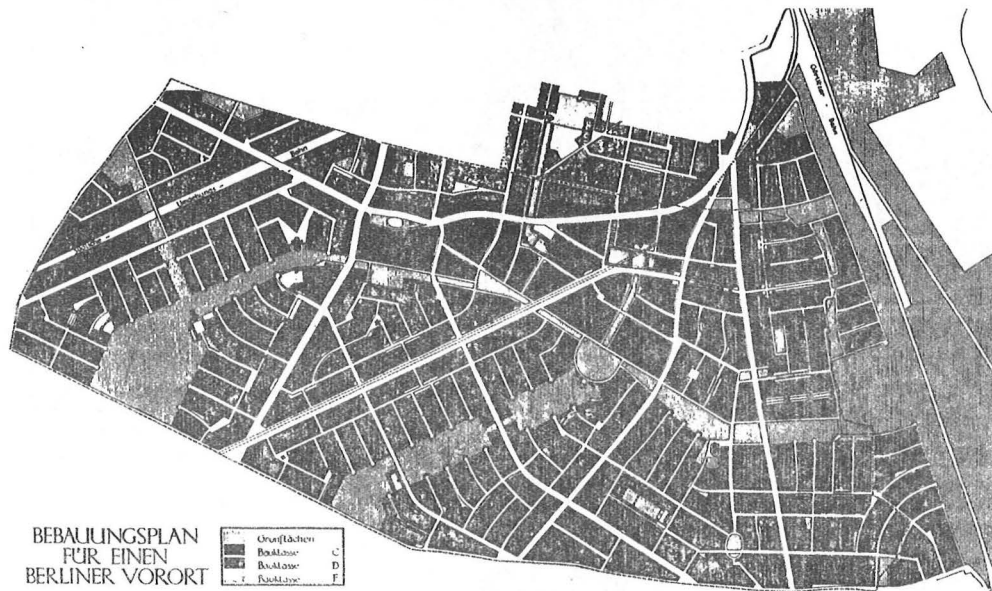 Görlitzer
Bahn
Bahn
BEBAUUNGSPLAN
FÜR EINEN
BERLINER VORORT
Grünflächen
Bauklasse C
Bauklasse D
Bauklasse E